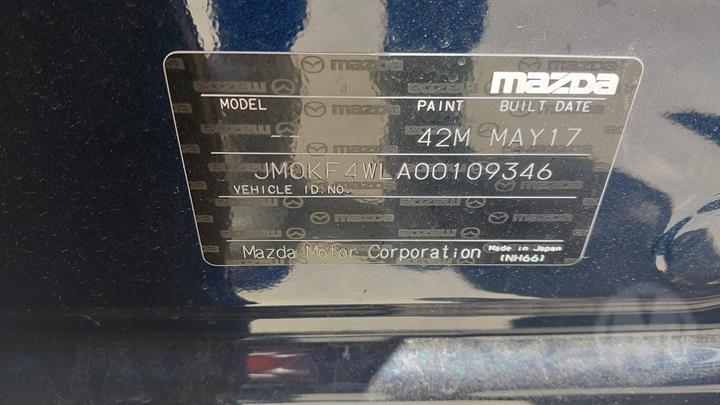 mazda
MODEL PAINT BUILT DATE
-- 42M MAY17
JM0KF4WLA00109346
VEHICLE ID.NO.
Mazda Motor Corporation Made in Japan
(NH66)